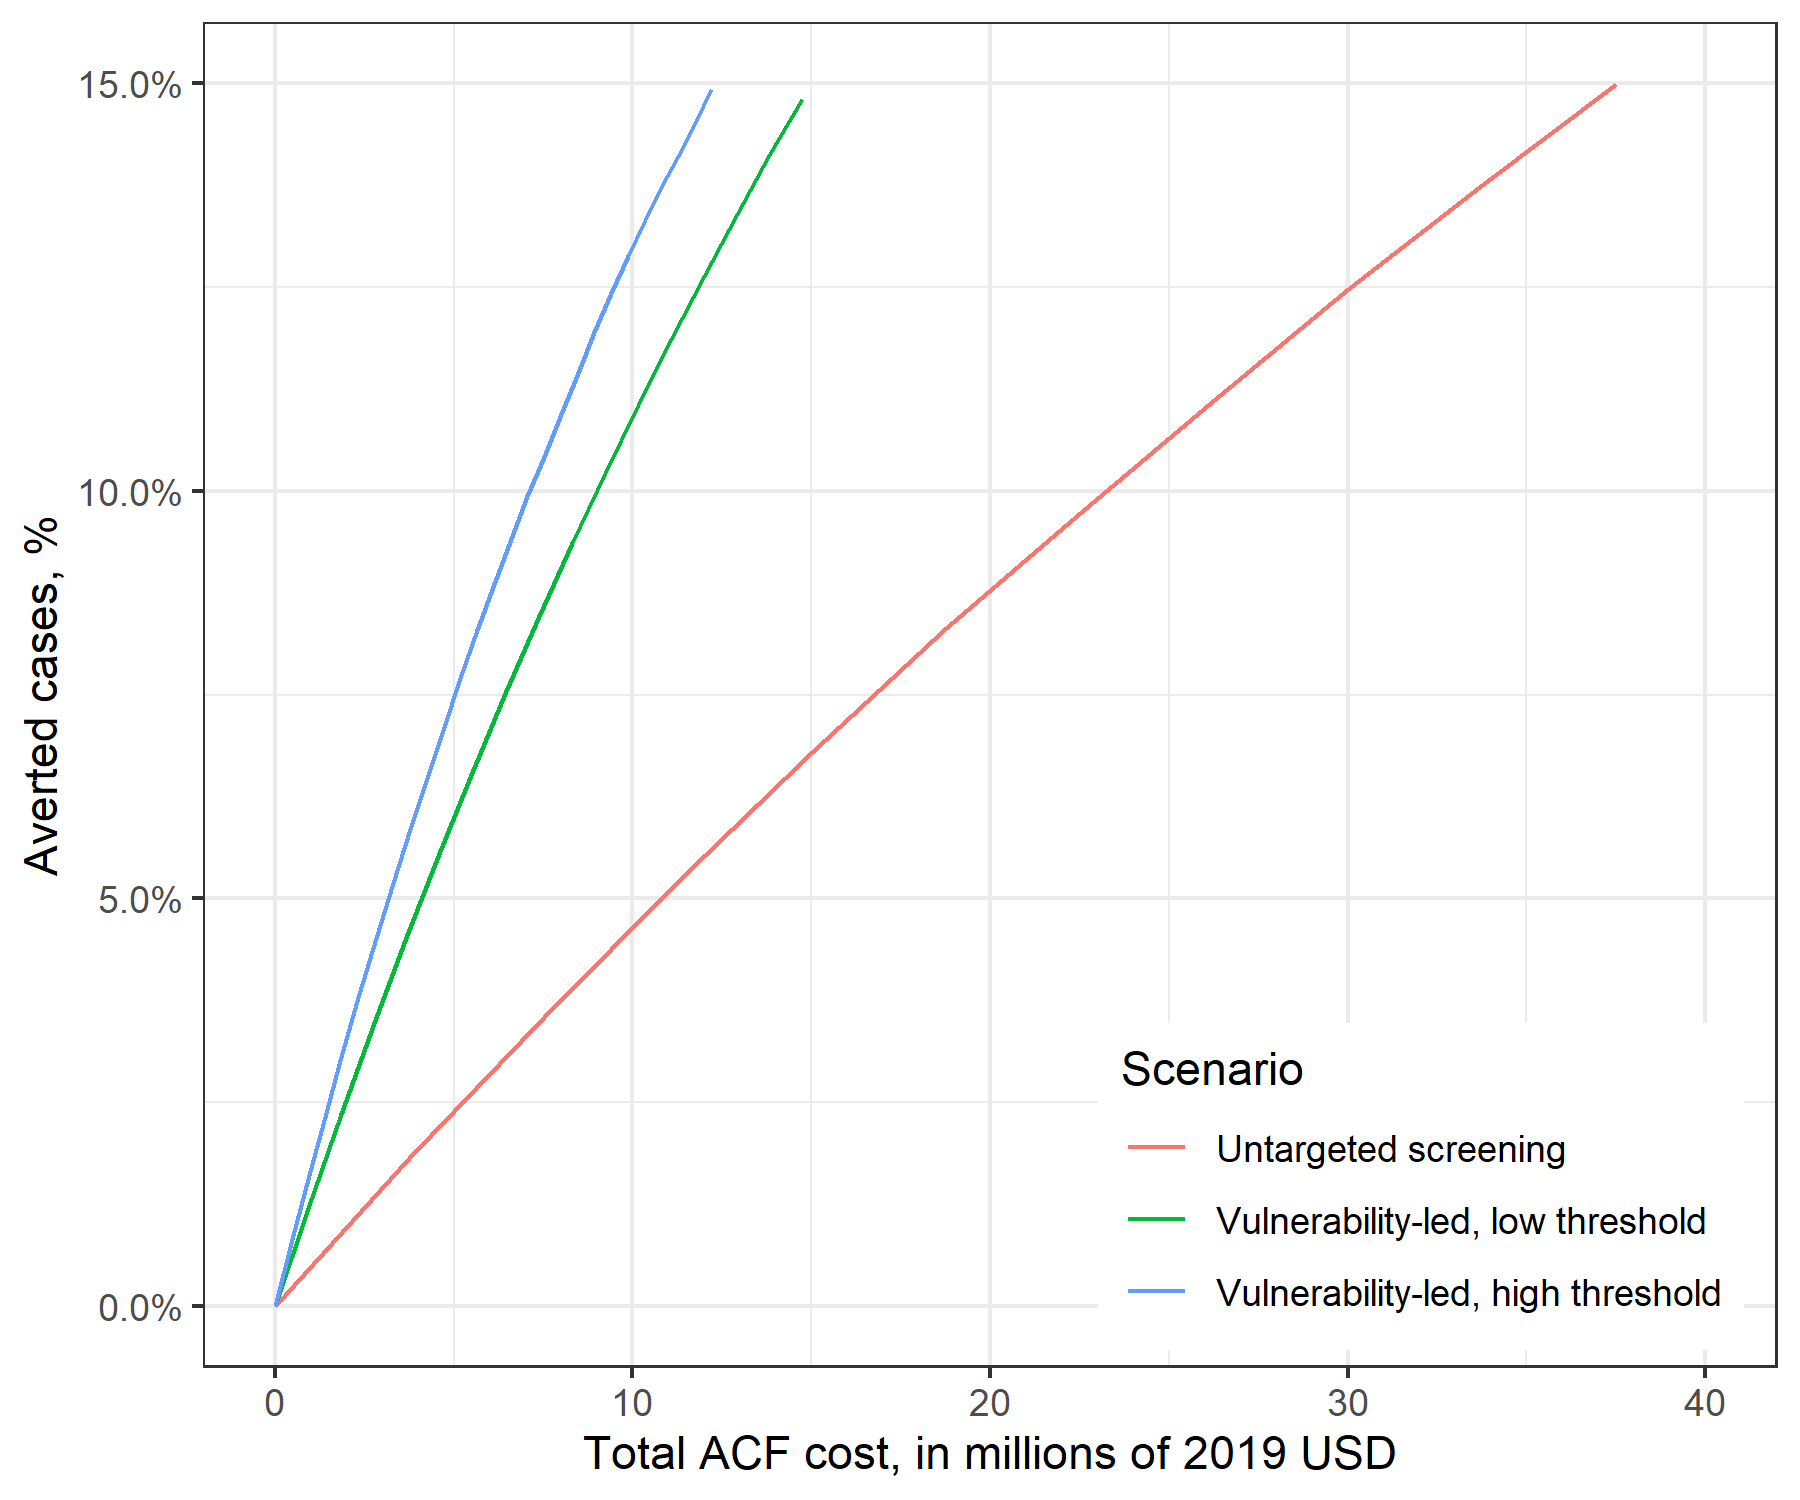 15.0%
10.0%
5.0%
0.0%
Averted cases, %
Scenario
Untargeted screening
Vulnerability-led, low threshold
Vulnerability-led, high threshold
0 10 20 30 40
Total ACF cost, in millions of 2019 USD